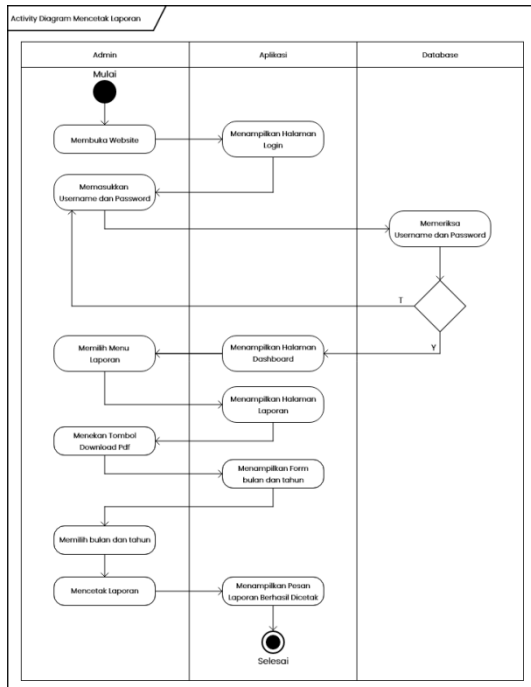 Activity Diagram Mencetak Laporan
Admin
Aplikasi
Database
Mulai
Membuka Website
Menampilkan Halaman
Login
Memasukkan
Username dan Password
Memeriksa
Username dan Password
T
Y
Memilih Menu
Laporan
Menampilkan Halaman
Dashboard
Menampilkan Halaman
Laporan
Menekan Tombol
Download Pdf
Menampilkan Form
bulan dan tahun
Memilih bulan dan tahun
Mencetak Laporan
Menampilkan Pesan
Laporan Berhasil Dicetak
Selesai